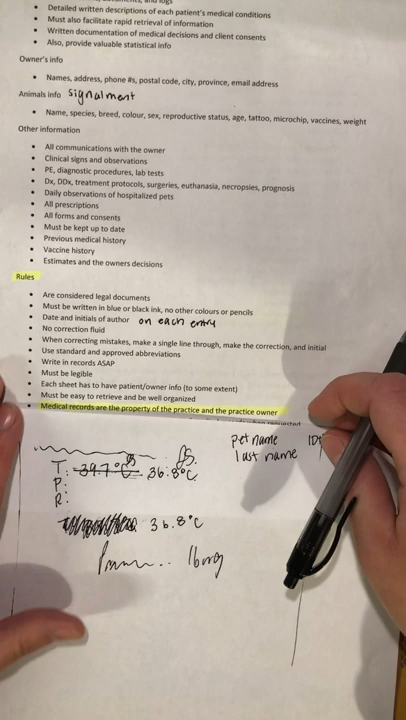 • Detailed written descriptions of each patient's medical conditions
• Must also facilitate rapid retrieval of information
• Written documentation of medical decisions and client consents
• Also, provide valuable statistical info
Owner's info
• Names, address, phone #s, postal code, city, province, email address
Animals info signalment
• Name, species, breed, colour, sex, reproductive status, age, tattoo, microchip, vaccines, weight
Other information
• All communications with the owner
• Clinical signs and observations
• PE, diagnostic procedures, lab tests
• Dx, DDx, treatment protocols, surgeries, euthanasia, necropsies, prognosis
• Daily observations of hospitalized pets
• All prescriptions
• All forms and consents
• Must be kept up to date
• Previous medical history
• Vaccine history
• Estimates and the owners decisions
Rules
• Are considered legal documents
• Must be written in blue or black ink, no other colours or pencils
• Date and initials of author on each entry
• No correction fluid
• When correcting mistakes, make a single line through, make the correction, and initial
• Use standard and approved abbreviations
• Write in records ASAP
• Must be legible
• Each sheet has to have patient/owner info (to some extent)
• Must be easy to retrieve and be well organized
• Medical records are the property of the practice and the practice owner
pet name ID#
last name
T: 39.7°C 36.8°C
P:
R:
36.8°C